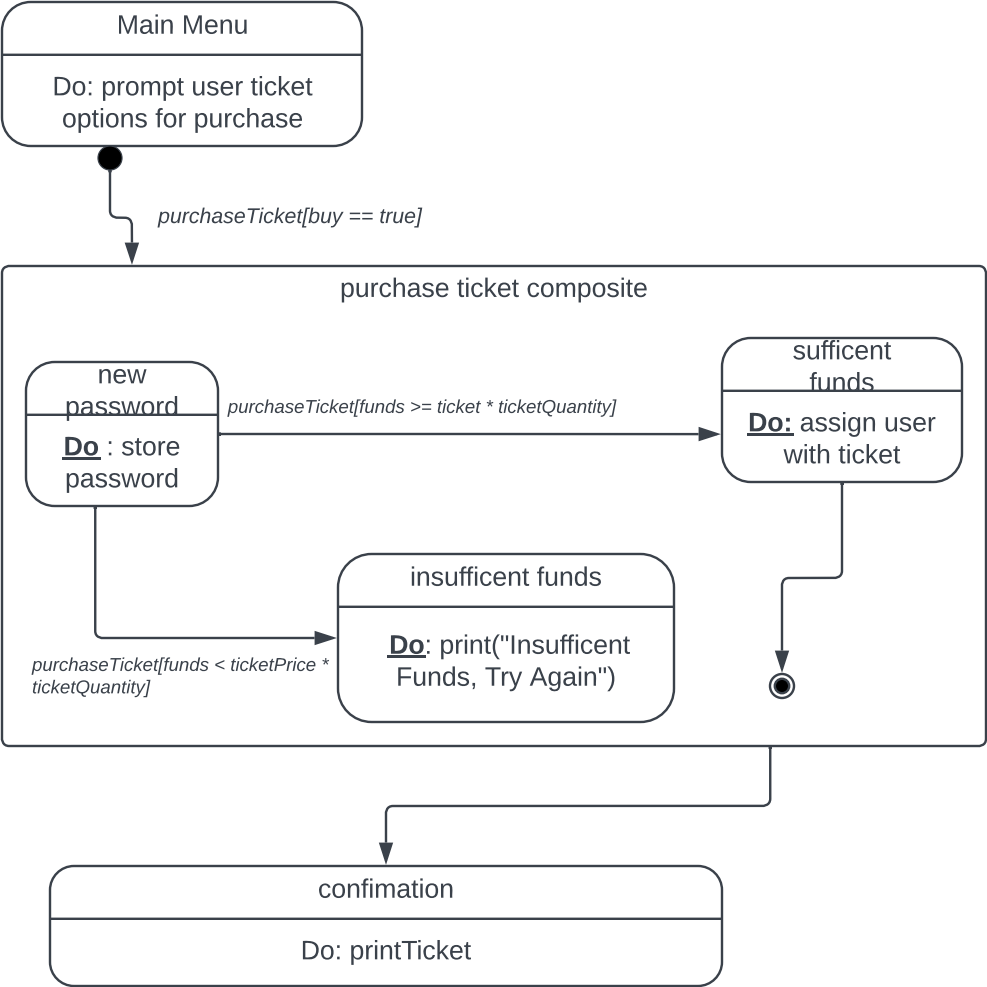 Main Menu
Do: prompt user ticket
options for purchase
purchaseTicket[buy == true]
purchase ticket composite
new
password
Do : store
password
purchaseTicket[funds >= ticket * ticketQuantity]
sufficent
funds
Do: assign user
with ticket
insufficent funds
Do: print("Insufficent
Funds, Try Again")
purchaseTicket[funds < ticketPrice *
ticketQuantity]
confimation
Do: printTicket